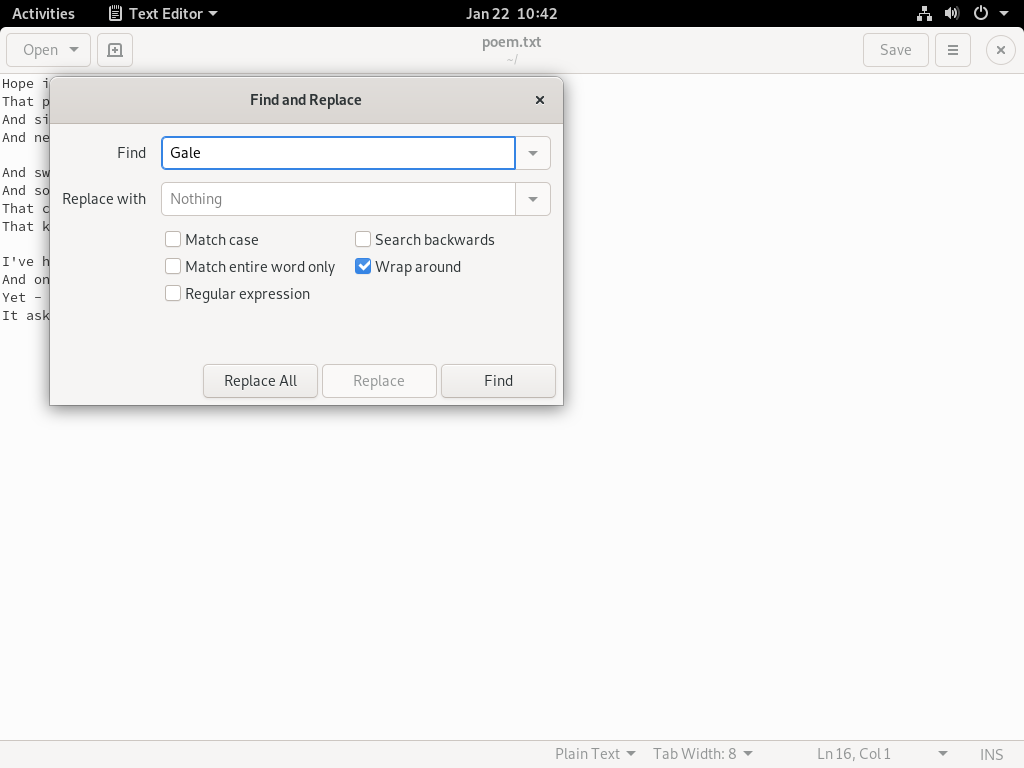 Activities Text Editor Jan 22 10:42
Open poem.txt Save
~/
Hope i
That p
And si
And ne
And sw
And so
That c
That k
I've h
And on
Yet –
It ask
Find and Replace
Find Gale
Replace with Nothing
Match case Search backwards
Match entire word only Wrap around
Regular expression
Replace All Replace Find
Plain Text Tab Width: 8 Ln 16, Col 1 INS